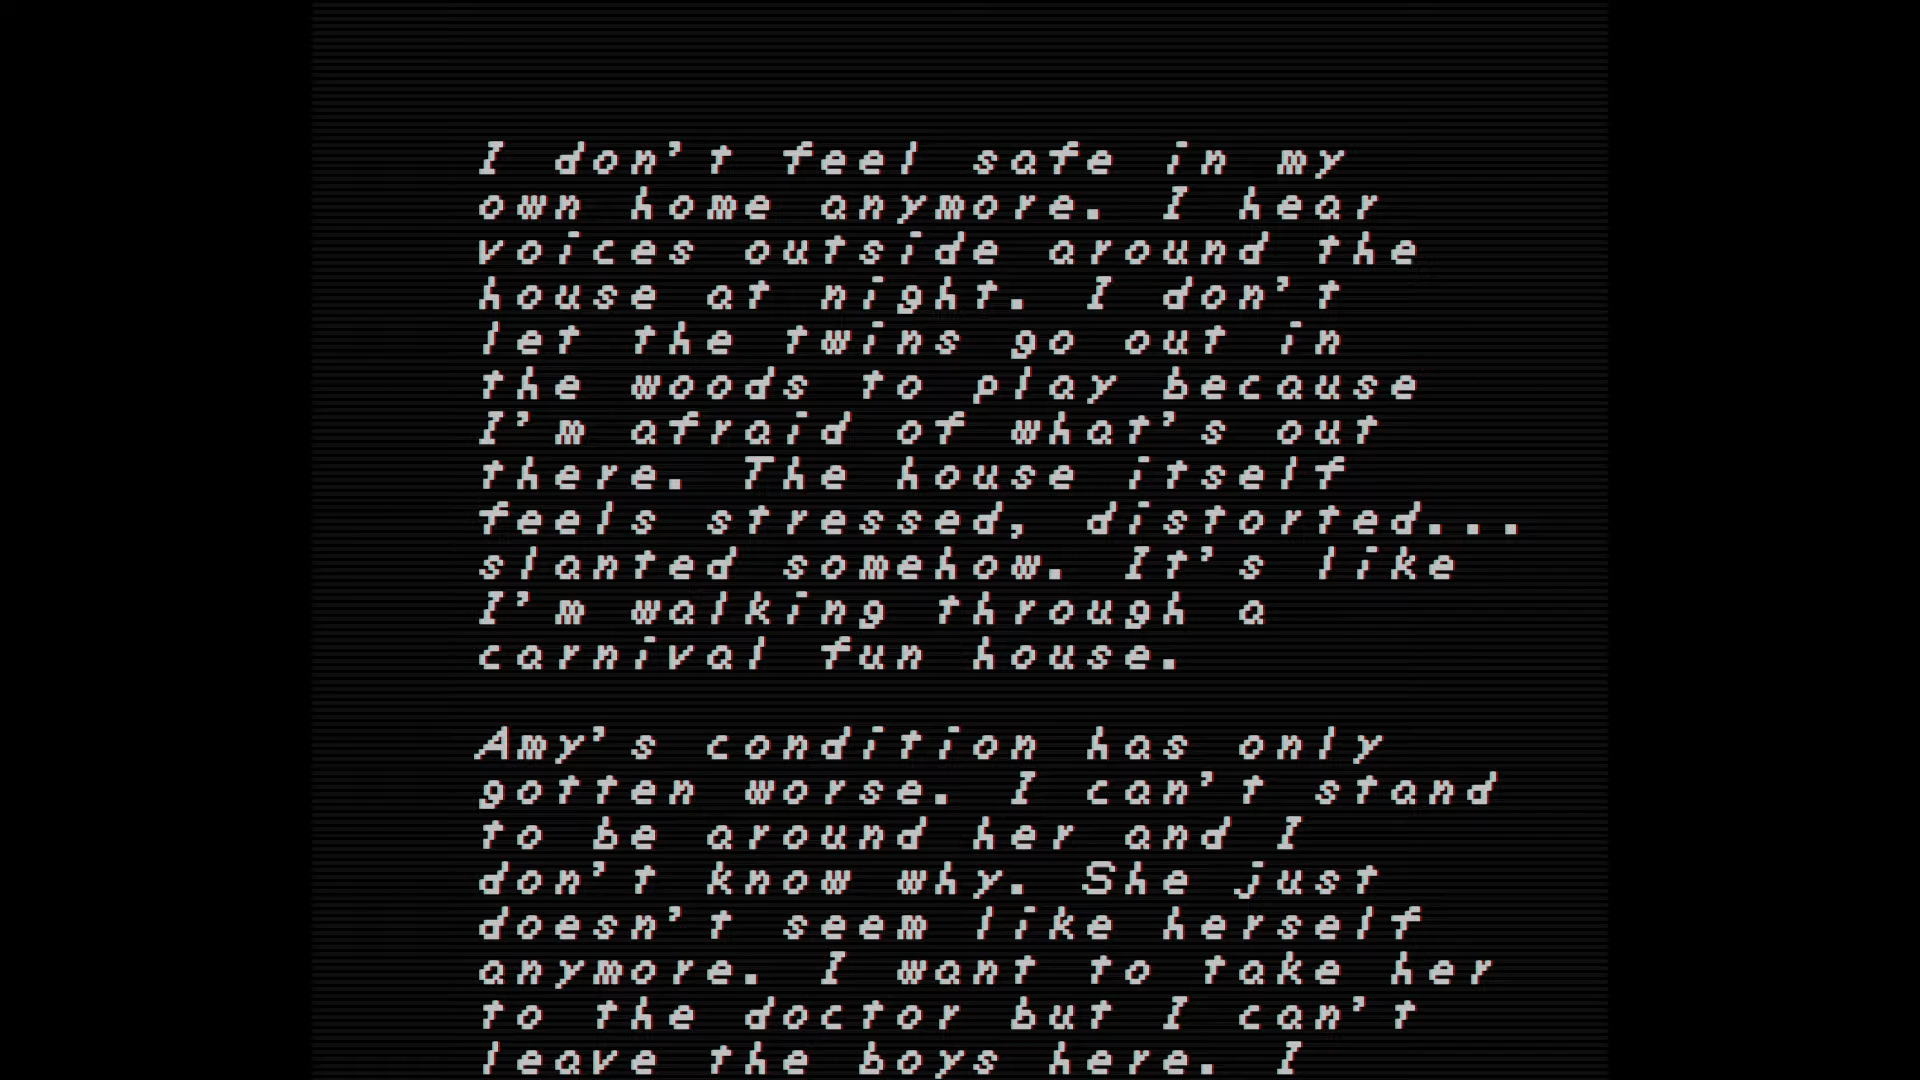 I don't feel safe in my
own home anymore. I hear
voices outside around the
house at night. I don't
let the twins go out in
the woods to play because
I'm afraid of what's out
there. The house itself
feels stressed, distorted...
slanted somehow. It's like
I'm walking through a
carnival fun house.
Amy's condition has only
gotten worse. I can't stand
to be around her and I
don't know why. She just
doesn't seem like herself
anymore. I want to take her
to the doctor but I can't
leave the boys here. I